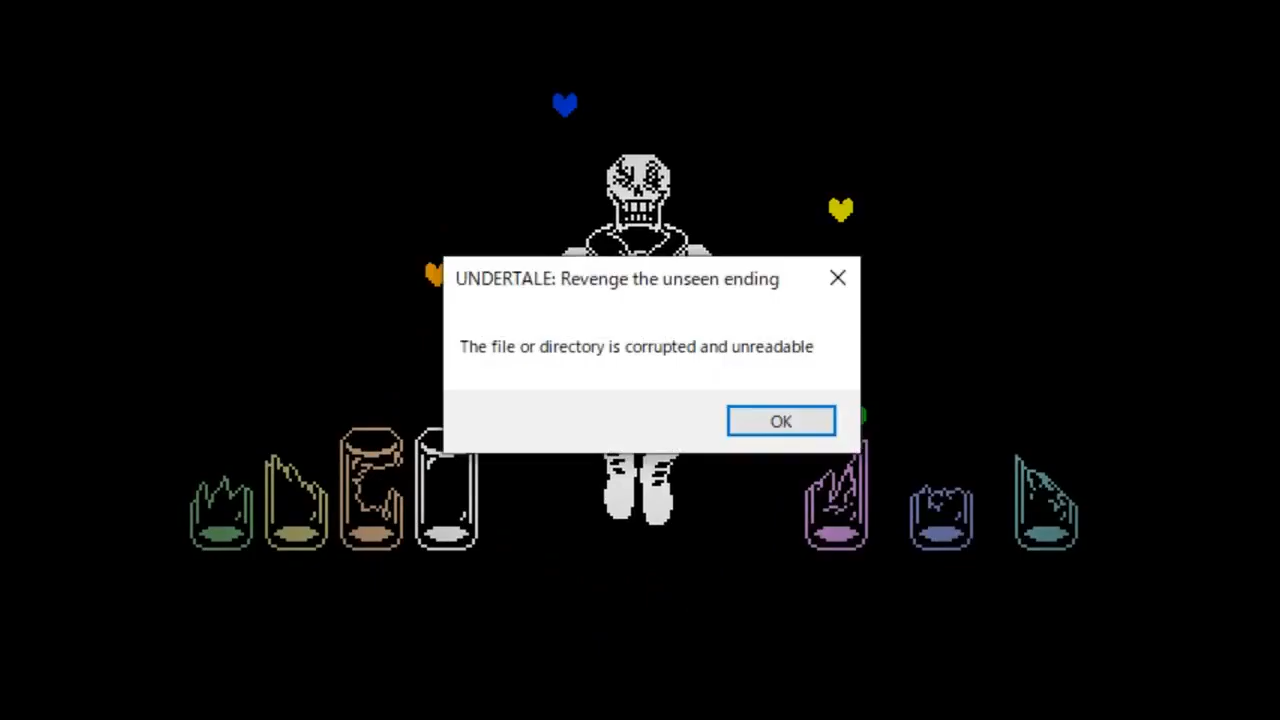 UNDERTALE: Revenge the unseen ending
The file or directory is corrupted and unreadable
OK